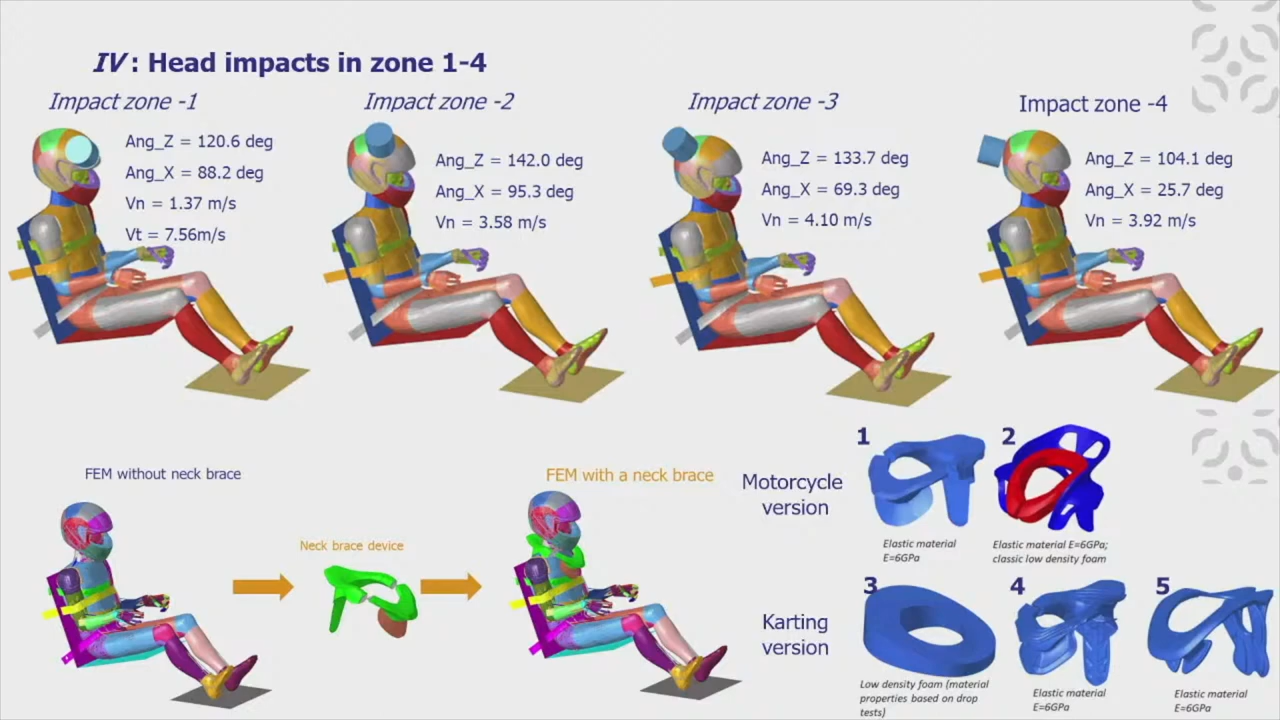 IV : Head impacts in zone 1-4
Impact zone -1
Ang_Z = 120.6 deg
Ang_X = 88.2 deg
Vn = 1.37 m/s
Vt = 7.56m/s
Impact zone -2
Ang_Z = 142.0 deg
Ang_X = 95.3 deg
Vn = 3.58 m/s
Impact zone -3
Ang_Z = 133.7 deg
Ang_X = 69.3 deg
Vn = 4.10 m/s
Impact zone -4
Ang_Z = 104.1 deg
Ang_X = 25.7 deg
Vn = 3.92 m/s
FEM without neck brace
Neck brace device
FEM with a neck brace
Motorcycle
version
1
Elastic material
E=6GPa
2
Elastic material E=6GPa;
classic low density foam
Karting
version
3
Low density foam (material
properties based on drop
tests)
4
Elastic material
E=6GPa
5
Elastic material
E=6GPa